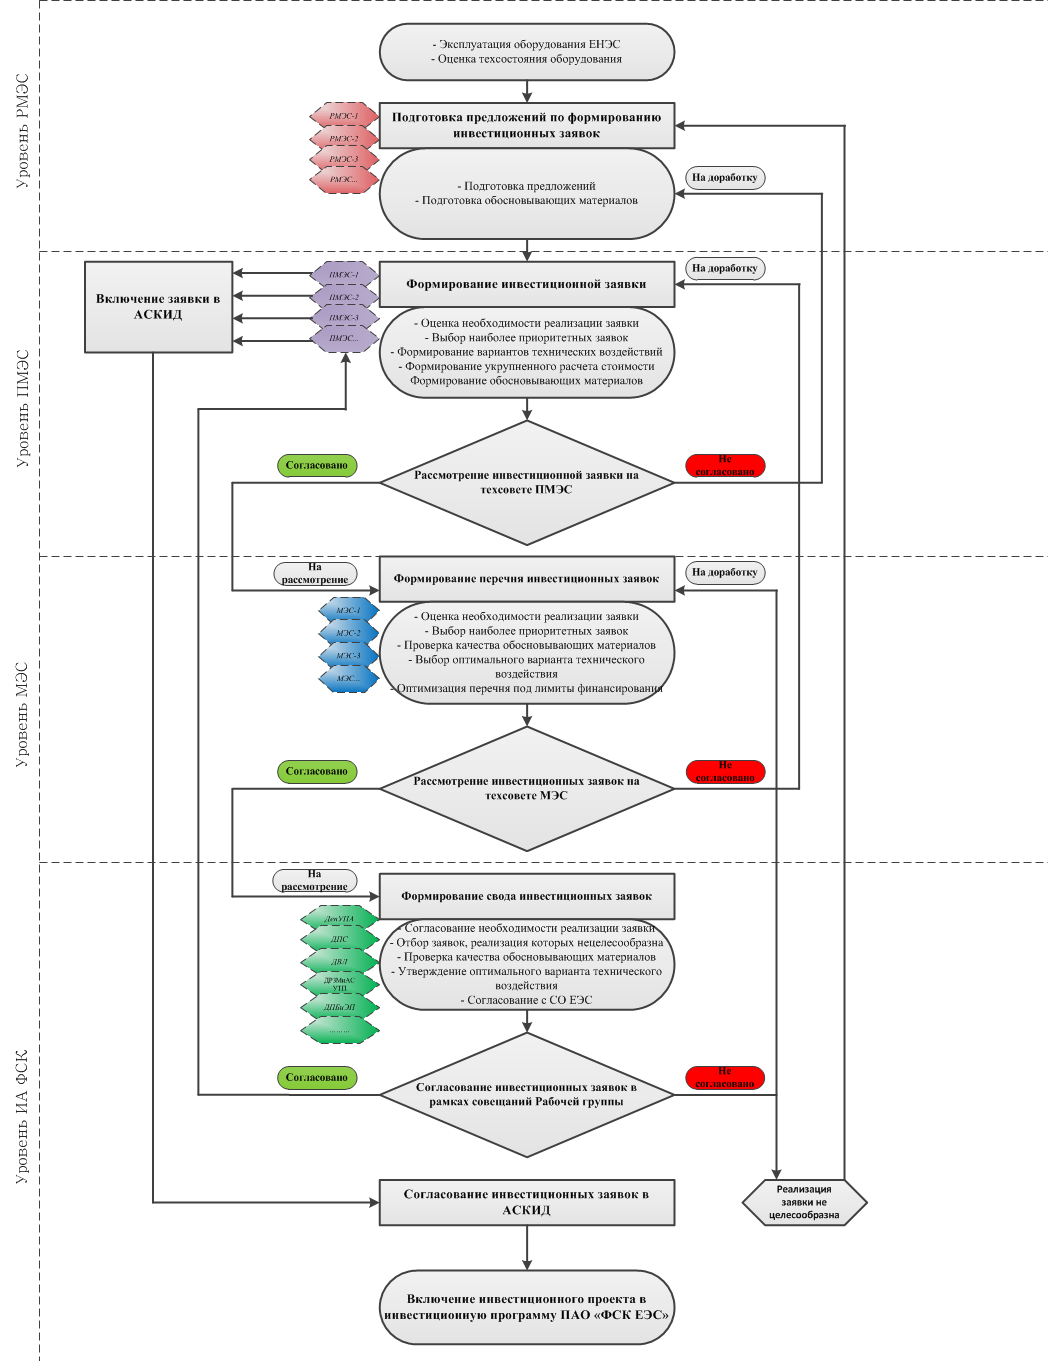 Уровень РМЭС
- Эксплуатация оборудования ЕНЭС
- Оценка техсостояния оборудования
РМЭС-1
РМЭС-2
РМЭС-3
РМЭС...
Подготовка предложений по формированию
инвестиционных заявок
На доработку
- Подготовка предложений
- Подготовка обосновывающих материалов
Уровень ПМЭС
Включение заявки в
АСКИД
ПМЭС-1
ПМЭС-2
ПМЭС-3
ПМЭС...
Формирование инвестиционной заявки
На доработку
- Оценка необходимости реализации заявки
- Выбор наиболее приоритетных заявок
- Формирование вариантов технических воздействий
- Формирование укрупненного расчета стоимости
Формирование обосновывающих материалов
Согласовано
Рассмотрение инвестиционной заявки на
техсовете ПМЭС
Не
согласовано
Уровень МЭС
На
рассмотрение
Формирование перечня инвестиционных заявок
На доработку
МЭС-1
МЭС-2
МЭС-3
МЭС...
- Оценка необходимости реализации заявки
- Выбор наиболее приоритетных заявок
- Проверка качества обосновывающих материалов
- Выбор оптимального варианта технического
воздействия
- Оптимизация перечня под лимиты финансирования
Согласовано
Рассмотрение инвестиционных заявок на
техсовете МЭС
Не
согласовано
Уровень ИА ФСК
На
рассмотрение
Формирование свода инвестиционных заявок
ДепУПА
ДПС
ДВЛ
ДРЗМиАС
УТП
ДПБиЭП
.........
- Согласование необходимости реализации заявки
- Отбор заявок, реализация которых нецелесообразна
- Проверка качества обосновывающих материалов
- Утверждение оптимального варианта технического
воздействия
- Согласование с СО ЕЭС
Согласовано
Согласование инвестиционных заявок в
рамках совещаний Рабочей группы
Не
согласовано
Согласование инвестиционных заявок в
АСКИД
Реализация
заявки не
целесообразна
Включение инвестиционного проекта в
инвестиционную программу ПАО «ФСК ЕЭС»